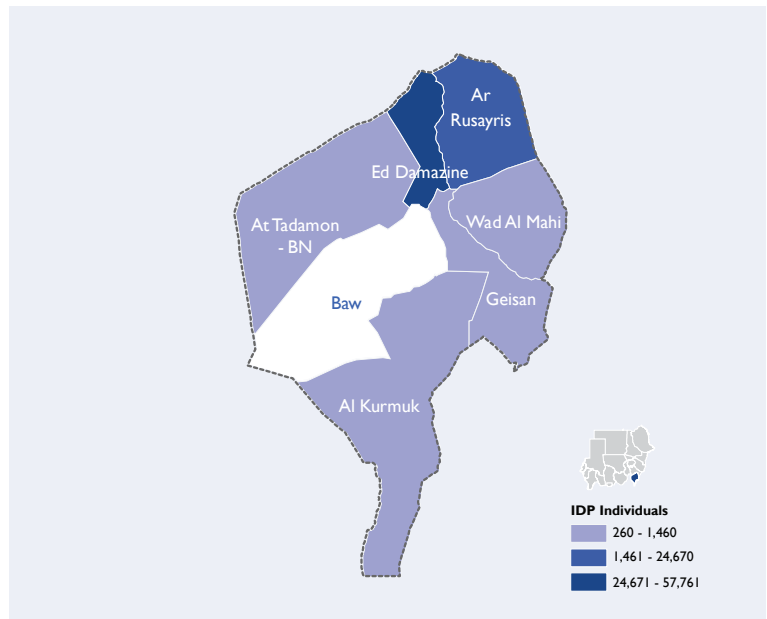 Ar
Rusayris
Ed Damazine
At Tadamon
- BN
Wad Al Mahi
Baw
Geisan
Al Kurmuk
IDP Individuals
260 - 1,460
1,461 - 24,670
24,671 - 57,761